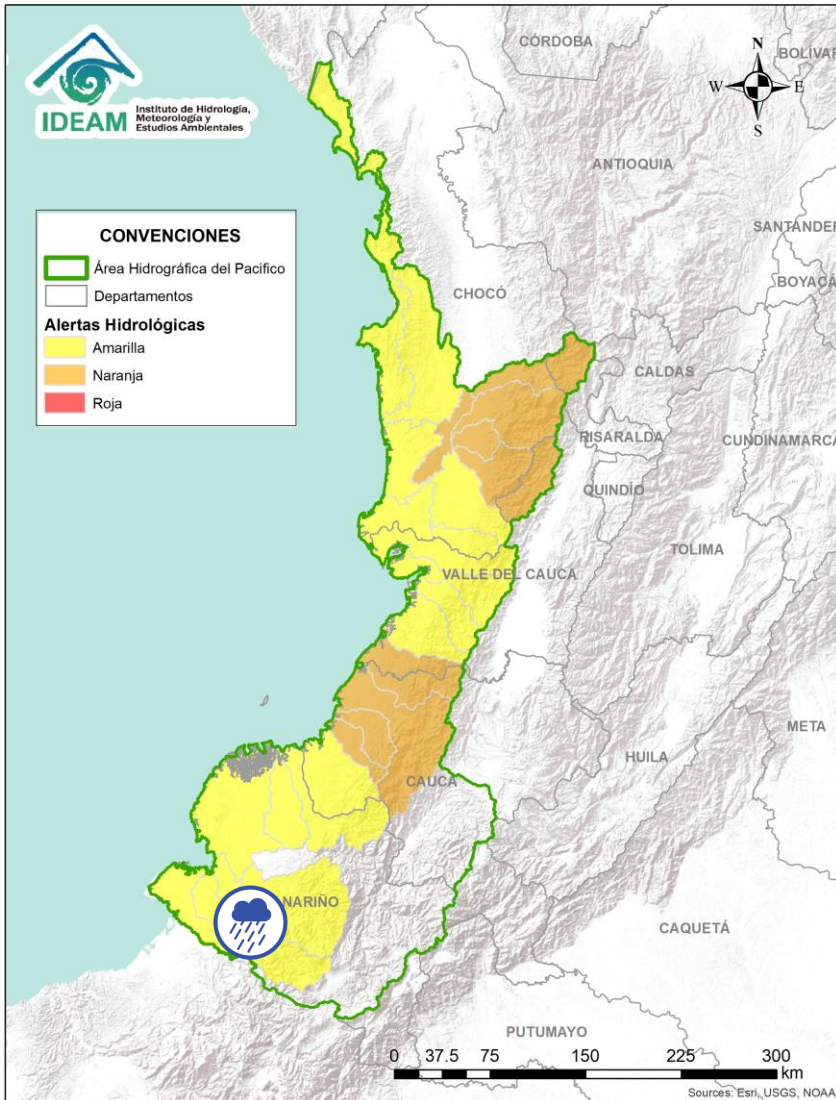 IDEAM
Instituto de Hidrología,
Meteorología y
Estudios Ambientales
CONVENCIONES
Área Hidrográfica del Pacifico
Departamentos
Alertas Hidrológicas
Amarilla
Naranja
Roja
N
W E
S
CÓRDOBA
BOLÍVAR
ANTIOQUIA
SANTANDER
BOYACÁ
CHOCÓ
CALDAS
RISARALDA
CUNDINAMARCA
QUINDÍO
TOLIMA
VALLE DEL CAUCA
META
HUILA
CAUCA
NARIÑO
CAQUETÁ
PUTUMAYO
0 37.5 75 150 225 300
km
Sources: Esri, USGS, NOAA